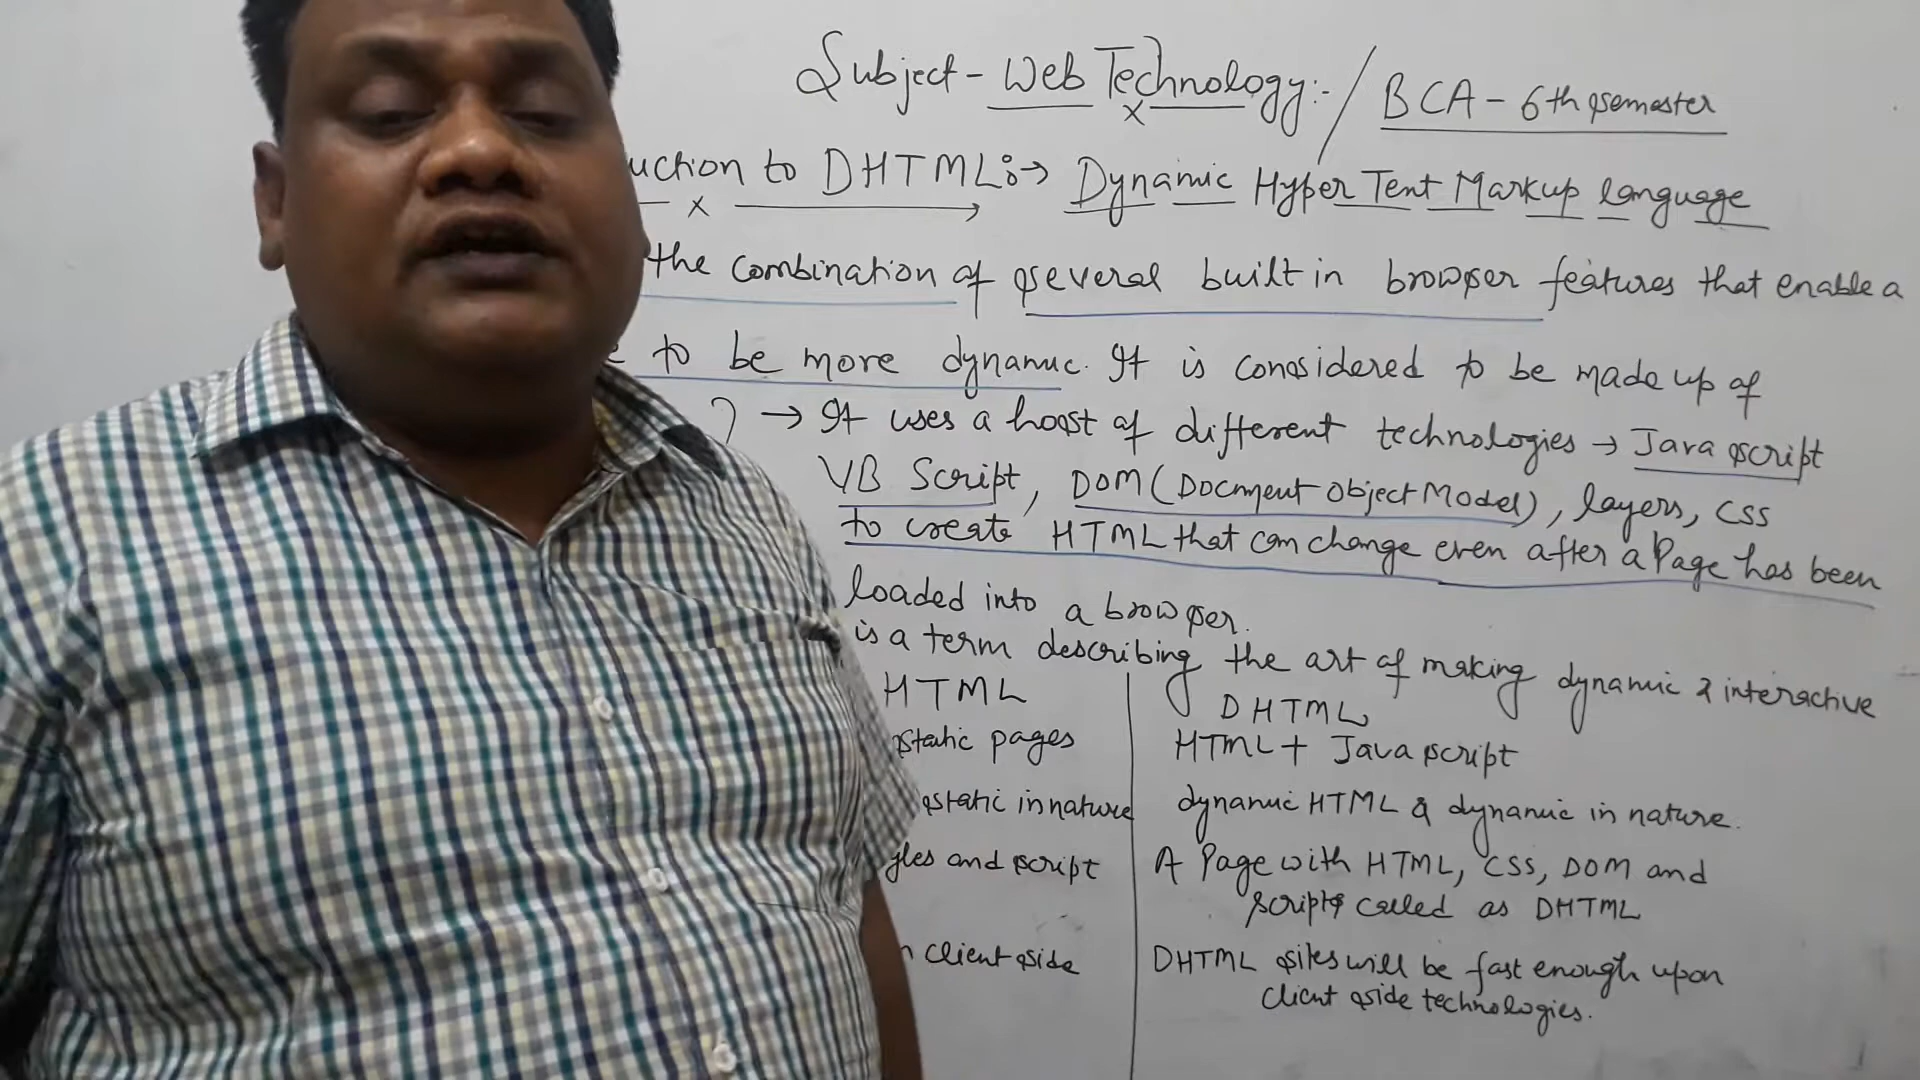 Subject - Web Technology:- / BCA - 6th semester
uction to DHTML:-> Dynamic Hyper Tent Markup language
the combination of several built in browser features that enable a
to be more dynamic. It is considered to be made up of
? → It uses a host of different technologies → Java script
VB Script, DOM (Document Object Model), layers, CSS
to create HTML that can change even after a Page has been
loaded into a browser.
is a term describing the art of making dynamic & interactive
HTML
DHTML
static pages
HTML + Java script
static in nature
dynamic HTML & dynamic in nature.
yles and script
A Page with HTML, CSS, DOM and
scripts called as DHTML
client side
DHTML sites will be fast enough upon
client side technologies.